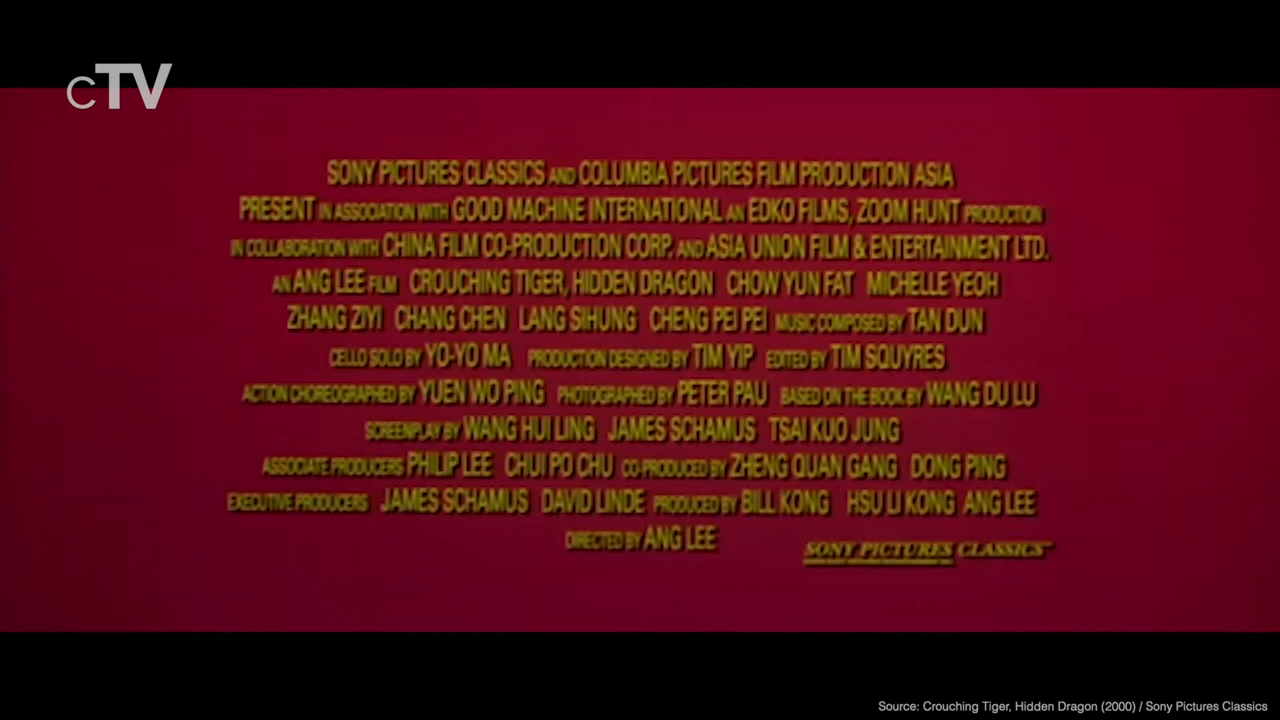 cTV
SONY PICTURES CLASSICS AND COLUMBIA PICTURES FILM PRODUCTION ASIA
PRESENT IN ASSOCIATION WITH GOOD MACHINE INTERNATIONAL AN EDKO FILMS, ZOOM HUNT PRODUCTION
IN COLLABORATION WITH CHINA FILM CO-PRODUCTION CORP. AND ASIA UNION FILM & ENTERTAINMENT LTD.
AN ANG LEE FILM CROUCHING TIGER, HIDDEN DRAGON CHOW YUN FAT MICHELLE YEOH
ZHANG ZIYI CHANG CHEN LANG SIHUNG CHENG PEI PEI MUSIC COMPOSED BY TAN DUN
CELLO SOLO BY YO-YO MA PRODUCTION DESIGNED BY TIM YIP EDITED BY TIM SQUYRES
ACTION CHOREOGRAPHED BY YUEN WO PING PHOTOGRAPHED BY PETER PAU BASED ON THE BOOK BY WANG DU LU
SCREENPLAY BY WANG HUI LING JAMES SCHAMUS TSAI KUO JUNG
ASSOCIATE PRODUCERS PHILIP LEE CHUI PO CHU CO-PRODUCED BY ZHENG QUAN GANG DONG PING
EXECUTIVE PRODUCERS JAMES SCHAMUS DAVID LINDE PRODUCED BY BILL KONG HSU LI KONG ANG LEE
DIRECTED BY ANG LEE
SONY PICTURES CLASSICS™
Source: Crouching Tiger, Hidden Dragon (2000) / Sony Pictures Classics